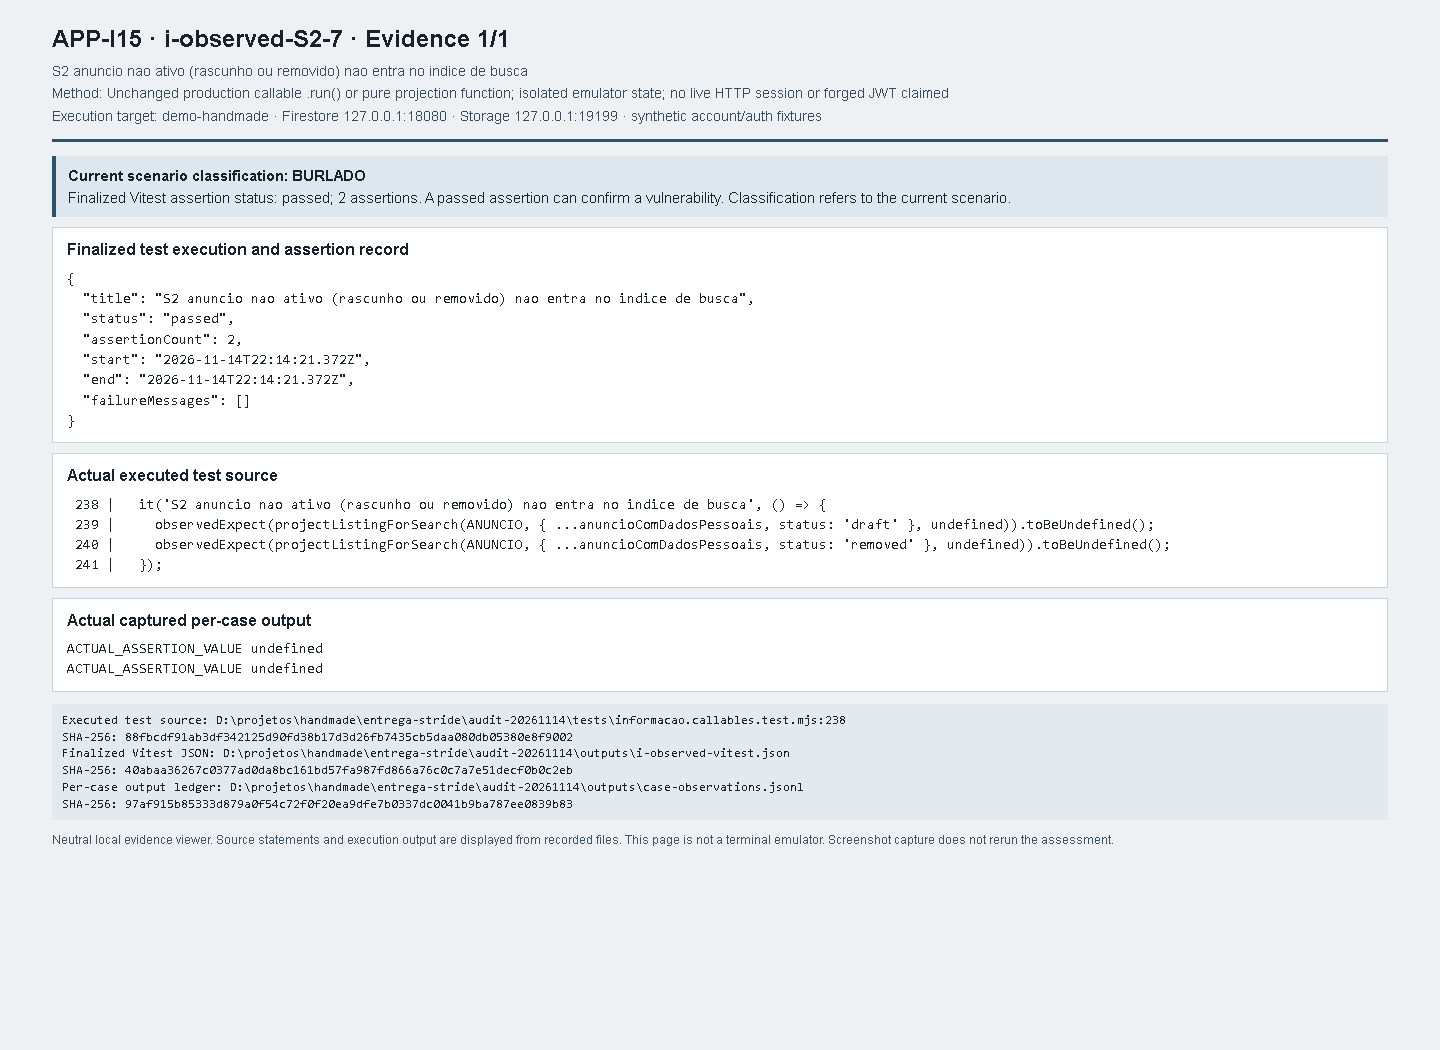 APP-I15 · i-observed-S2-7 · Evidence 1/1
S2 anuncio nao ativo (rascunho ou removido) nao entra no indice de busca
Method: Unchanged production callable .run() or pure projection function; isolated emulator state; no live HTTP session or forged JWT claimed
Execution target: demo-handmade · Firestore 127.0.0.1:18080 · Storage 127.0.0.1:19199 · synthetic account/auth fixtures
Current scenario classification: BURLADO
Finalized Vitest assertion status: passed; 2 assertions. A passed assertion can confirm a vulnerability. Classification refers to the current scenario.
Finalized test execution and assertion record
{
  "title": "S2 anuncio nao ativo (rascunho ou removido) nao entra no indice de busca",
  "status": "passed",
  "assertionCount": 2,
  "start": "2026-11-14T22:14:21.372Z",
  "end": "2026-11-14T22:14:21.372Z",
  "failureMessages": []
}
Actual executed test source
238 |   it('S2 anuncio nao ativo (rascunho ou removido) nao entra no indice de busca', () => {
239 |     observedExpect(projectListingForSearch(ANUNCIO, { ...anuncioComDadosPessoais, status: 'draft' }, undefined)).toBeUndefined();
240 |     observedExpect(projectListingForSearch(ANUNCIO, { ...anuncioComDadosPessoais, status: 'removed' }, undefined)).toBeUndefined();
241 |   });
Actual captured per-case output
ACTUAL_ASSERTION_VALUE undefined
ACTUAL_ASSERTION_VALUE undefined
Executed test source: D:\projetos\handmade\entrega-stride\audit-20261114\tests\informacao.callables.test.mjs:238
SHA-256: 88fbcdf91ab3df342125d90fd38b17d3d26fb7435cb5daa080db05380e8f9002
Finalized Vitest JSON: D:\projetos\handmade\entrega-stride\audit-20261114\outputs\i-observed-vitest.json
SHA-256: 40abaa36267c0377ad0da8bc161bd57fa987fd866a76c0c7a7e51decf0b0c2eb
Per-case output ledger: D:\projetos\handmade\entrega-stride\audit-20261114\outputs\case-observations.jsonl
SHA-256: 97af915b85333d879a0f54c72f0f20ea9dfe7b0337dc0041b9ba787ee0839b83
Neutral local evidence viewer. Source statements and execution output are displayed from recorded files. This page is not a terminal emulator. Screenshot capture does not rerun the assessment.